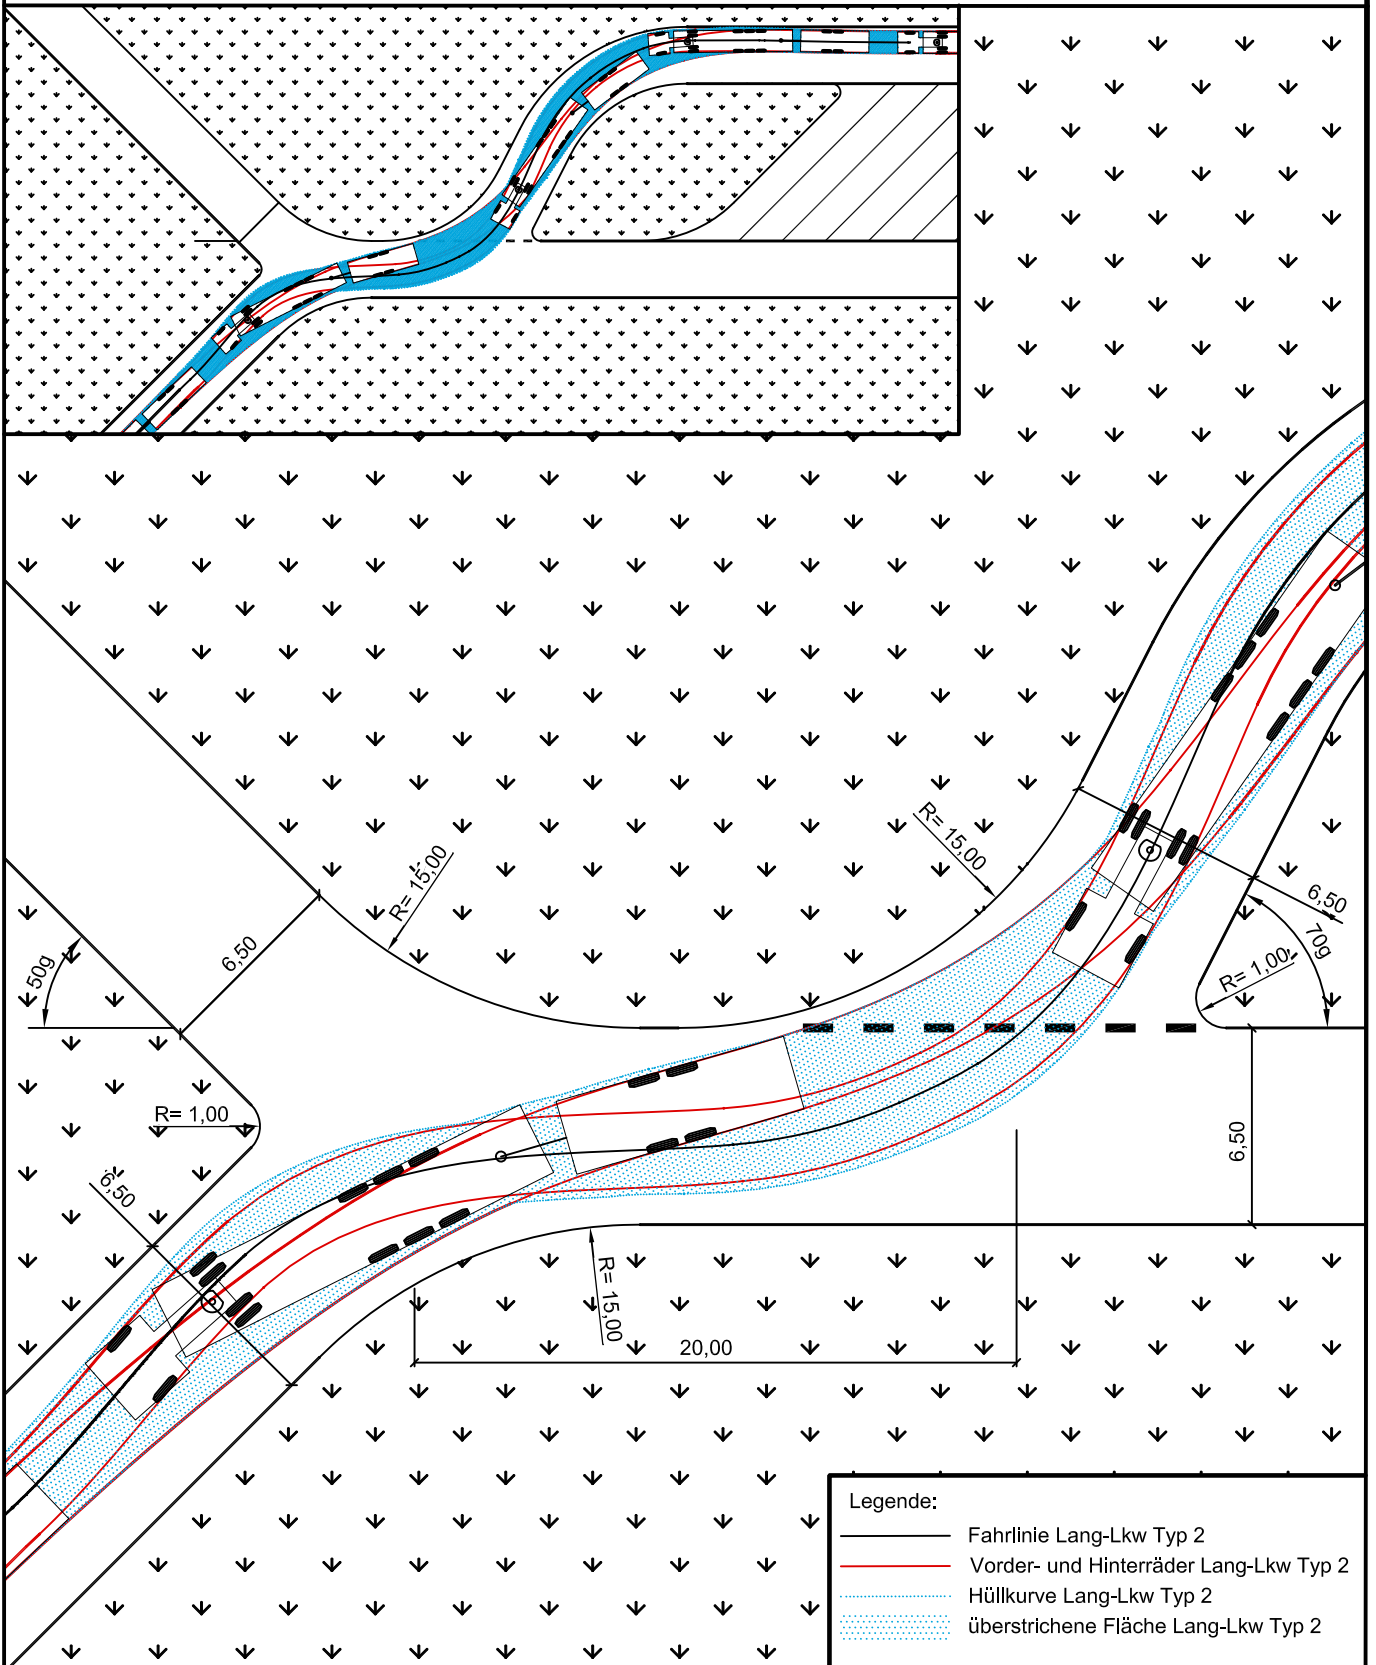 R= 15,00
R= 15,00
6,50
50g
6,50
70g
R= 1,00
R= 1,00
6,50
6,50
R= 15,00
20,00
Legende:
Fahrlinie Lang-Lkw Typ 2
Vorder- und Hinterräder Lang-Lkw Typ 2
Hüllkurve Lang-Lkw Typ 2
überstrichene Fläche Lang-Lkw Typ 2